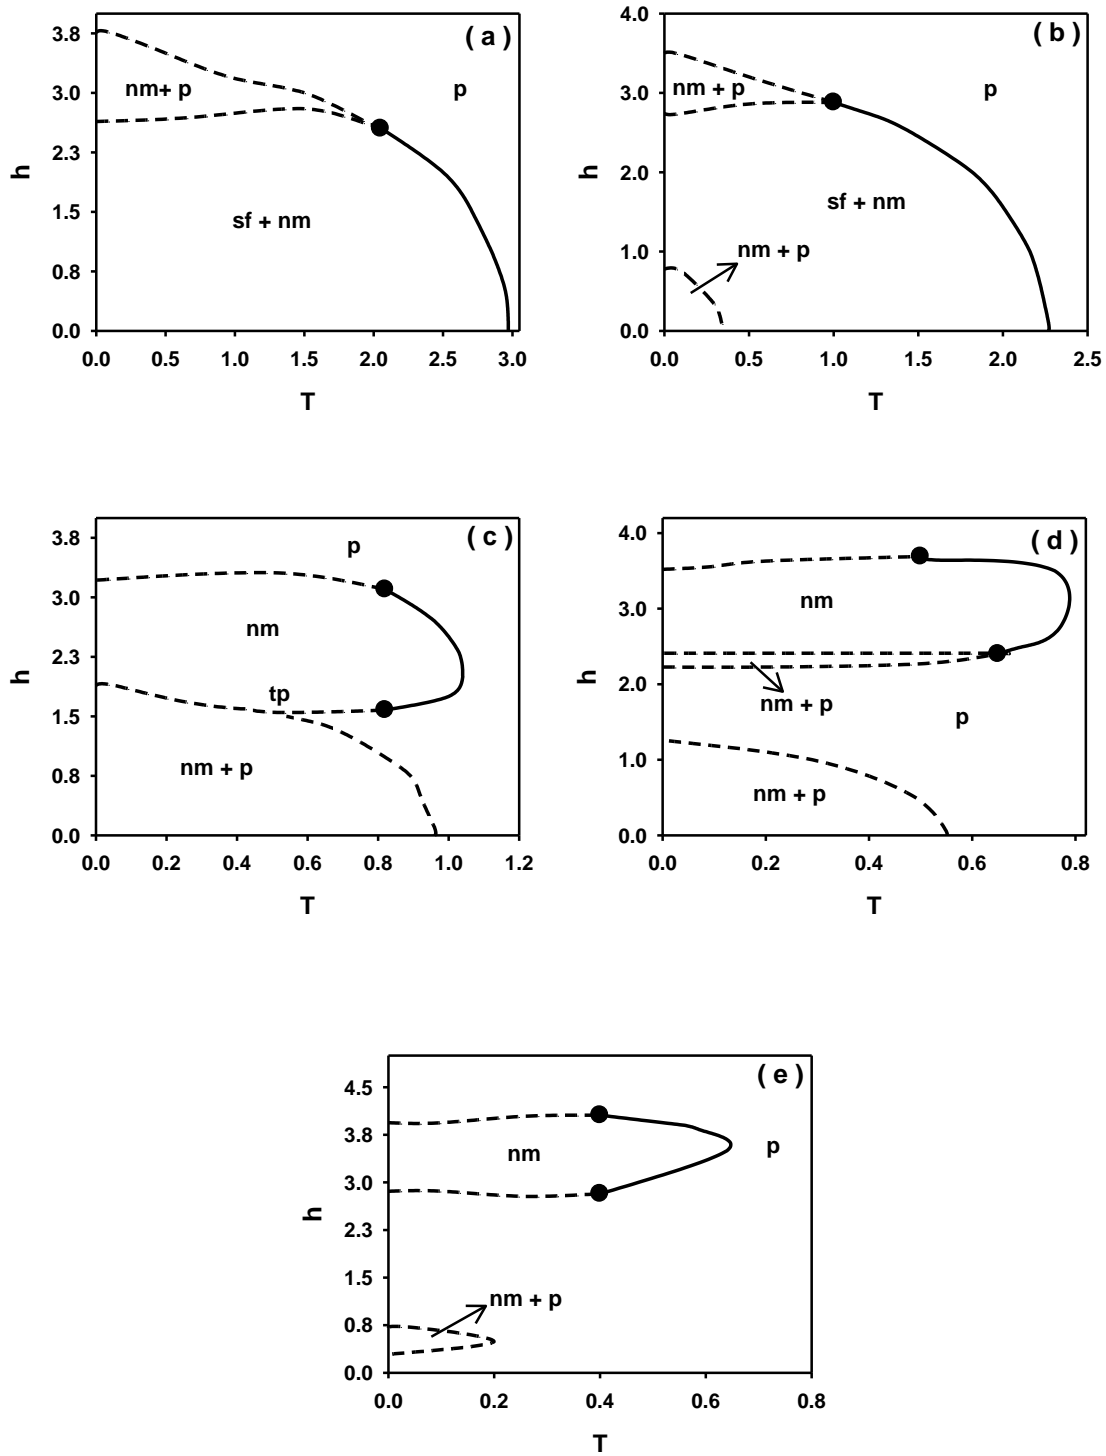 ( a )
3.8
3.0
2.3
1.5
0.8
0.0
h
nm+ p
p
sf + nm
0.0 0.5 1.0 1.5 2.0 2.5 3.0
T
( b )
4.0
3.0
2.0
1.0
0.0
h
nm + p
p
sf + nm
nm + p
0.0 0.5 1.0 1.5 2.0 2.5
T
( c )
3.8
3.0
2.3
1.5
0.8
0.0
h
p
nm
tp
nm + p
0.0 0.2 0.4 0.6 0.8 1.0 1.2
T
( d )
4.0
3.0
2.0
1.0
0.0
h
nm
nm + p
p
nm + p
0.0 0.2 0.4 0.6 0.8
T
( e )
4.5
3.8
3.0
2.3
1.5
0.8
0.0
h
nm
p
nm + p
0.0 0.2 0.4 0.6 0.8
T